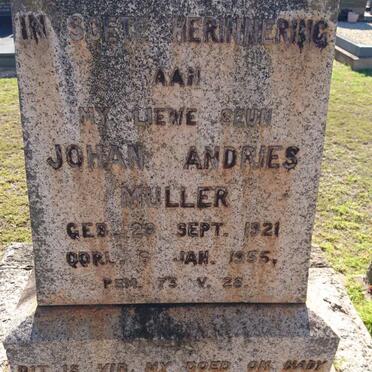 IN SOETE HERINNERING
AAN
MY LIEWE SEUN
JOHAN ANDRIES
MULLER
GEB. 29 SEPT. 1921
OORL. JAN. 1955,
PSM. 73 V. 28.
DIT IS VIR MY GOED OM NABY